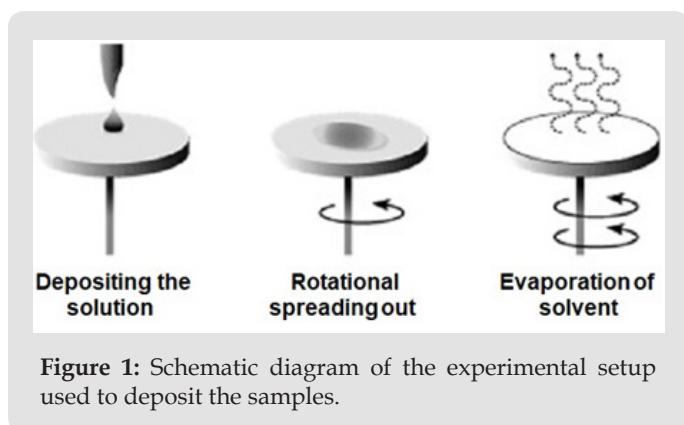 Depositing the
solution
Rotational
spreading out
Evaporation of
solvent
Figure 1: Schematic diagram of the experimental setup
used to deposit the samples.